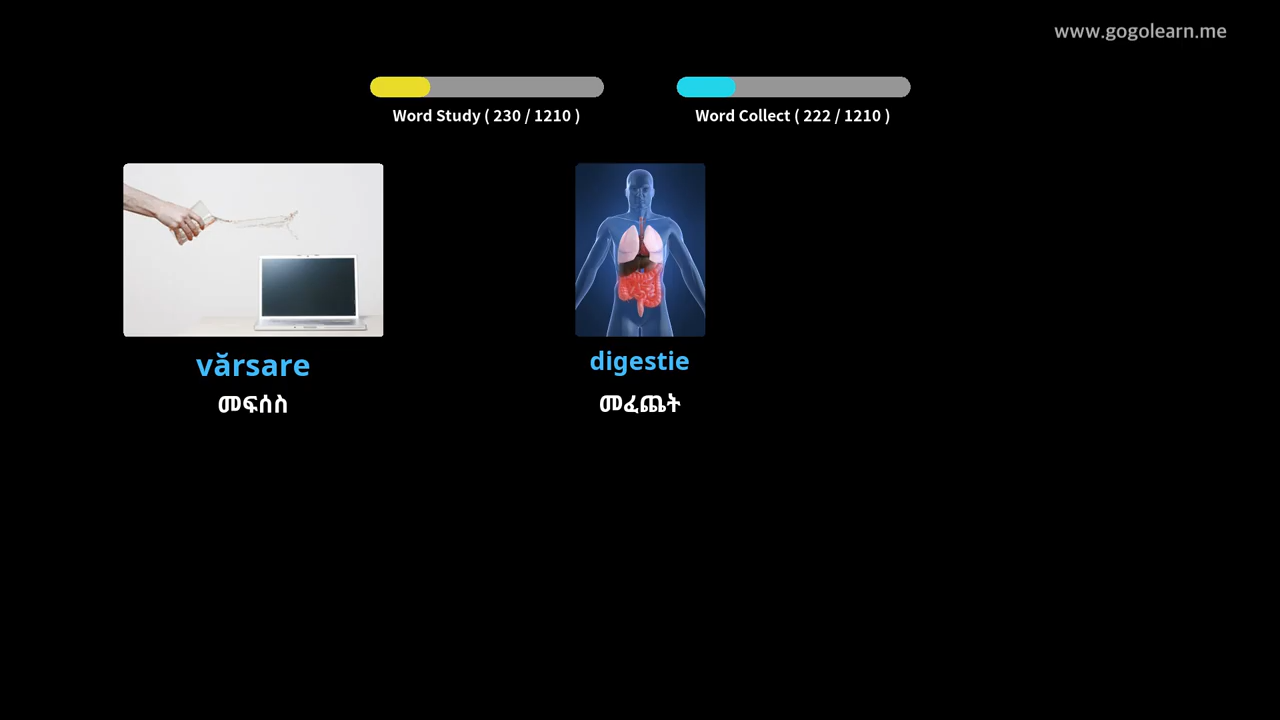 www.gogolearn.me
Word Study ( 230 / 1210 )
Word Collect ( 222 / 1210 )
vărsare
መፍሰስ
digestie
መፈጨት